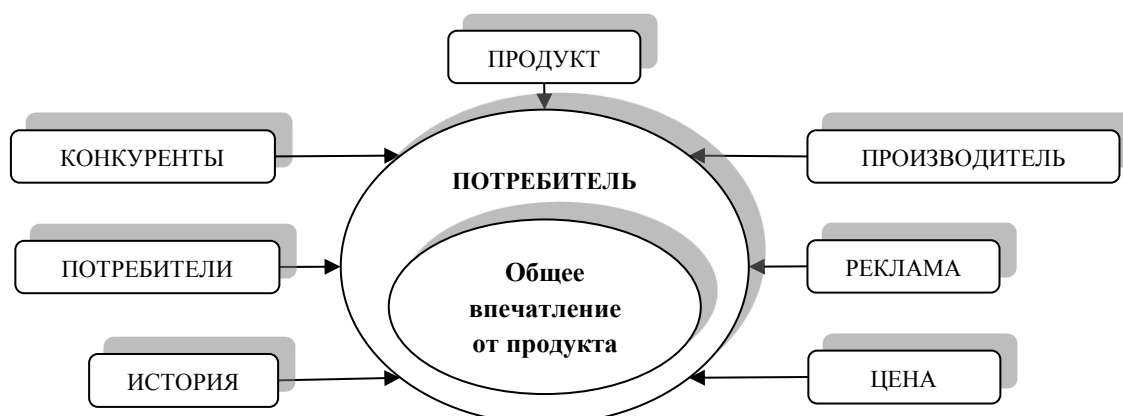 ПРОДУКТ
КОНКУРЕНТЫ
ПРОИЗВОДИТЕЛЬ
ПОТРЕБИТЕЛЬ
ПОТРЕБИТЕЛИ
Общее
впечатление
от продукта
РЕКЛАМА
ИСТОРИЯ
ЦЕНА